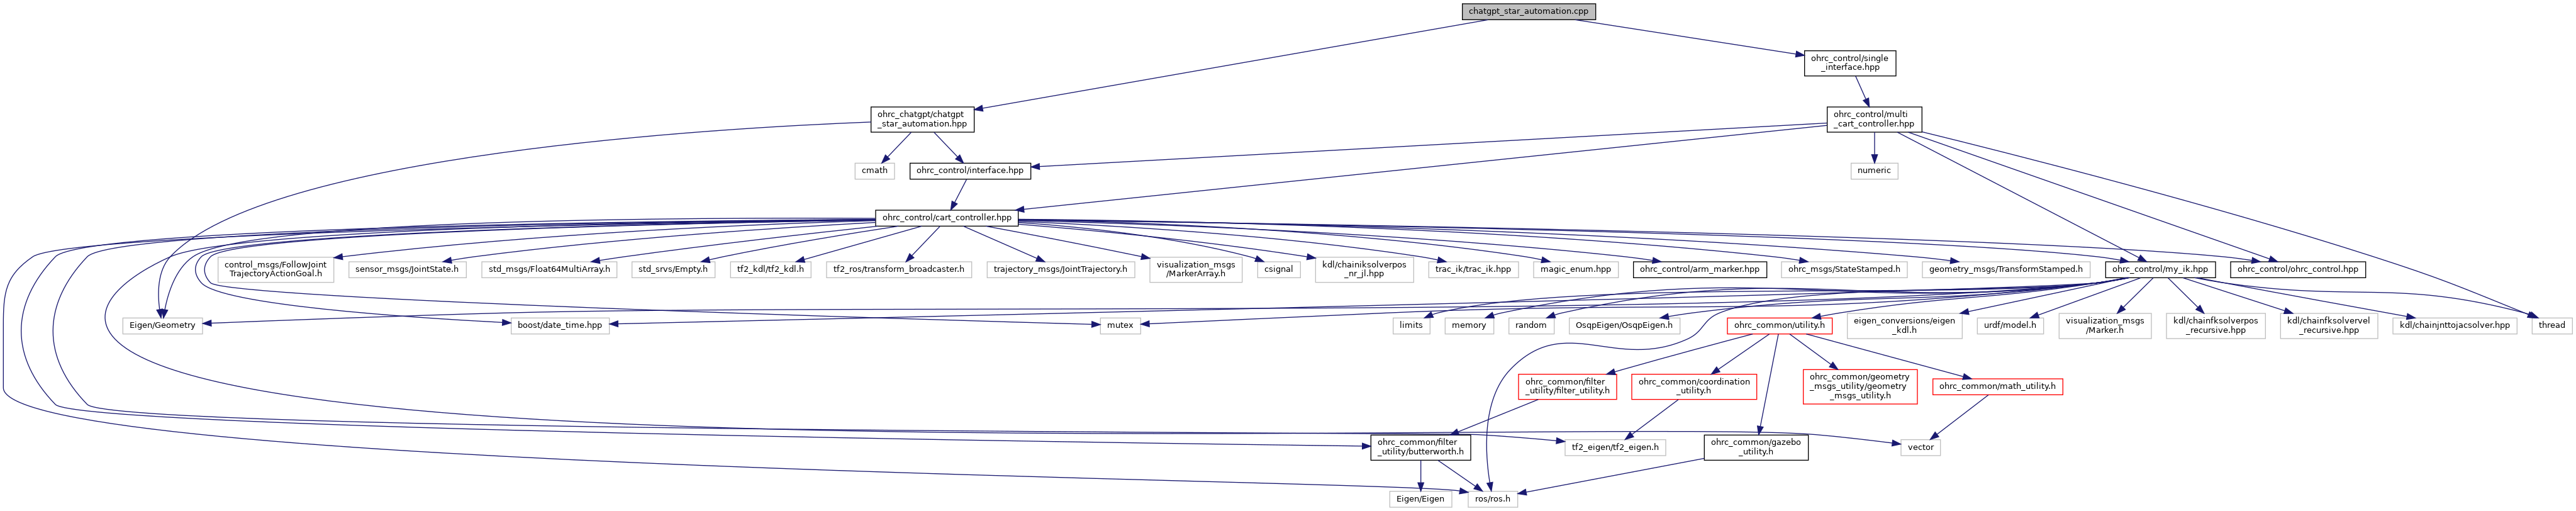 chatgpt_star_automation.cpp
ohrc_control/single
_interface.hpp
ohrc_chatgpt/chatgpt
_star_automation.hpp
ohrc_control/multi
_cart_controller.hpp
cmath
ohrc_control/interface.hpp
numeric
ohrc_control/cart_controller.hpp
control_msgs/FollowJoint
TrajectoryActionGoal.h
sensor_msgs/JointState.h
std_msgs/Float64MultiArray.h
std_srvs/Empty.h
tf2_kdl/tf2_kdl.h
tf2_ros/transform_broadcaster.h
trajectory_msgs/JointTrajectory.h
visualization_msgs
/MarkerArray.h
csignal
kdl/chainiksolverpos
_nr_jl.hpp
trac_ik/trac_ik.hpp
magic_enum.hpp
ohrc_control/arm_marker.hpp
ohrc_msgs/StateStamped.h
geometry_msgs/TransformStamped.h
ohrc_control/my_ik.hpp
ohrc_control/ohrc_control.hpp
Eigen/Geometry
boost/date_time.hpp
mutex
limits
memory
random
OsqpEigen/OsqpEigen.h
ohrc_common/utility.h
eigen_conversions/eigen
_kdl.h
urdf/model.h
visualization_msgs
/Marker.h
kdl/chainfksolverpos
_recursive.hpp
kdl/chainfksolvervel
_recursive.hpp
kdl/chainjnttojacsolver.hpp
thread
ohrc_common/filter
_utility/filter_utility.h
ohrc_common/coordination
_utility.h
ohrc_common/geometry
_msgs_utility/geometry
_msgs_utility.h
ohrc_common/math_utility.h
ohrc_common/filter
_utility/butterworth.h
tf2_eigen/tf2_eigen.h
ohrc_common/gazebo
_utility.h
vector
Eigen/Eigen
ros/ros.h